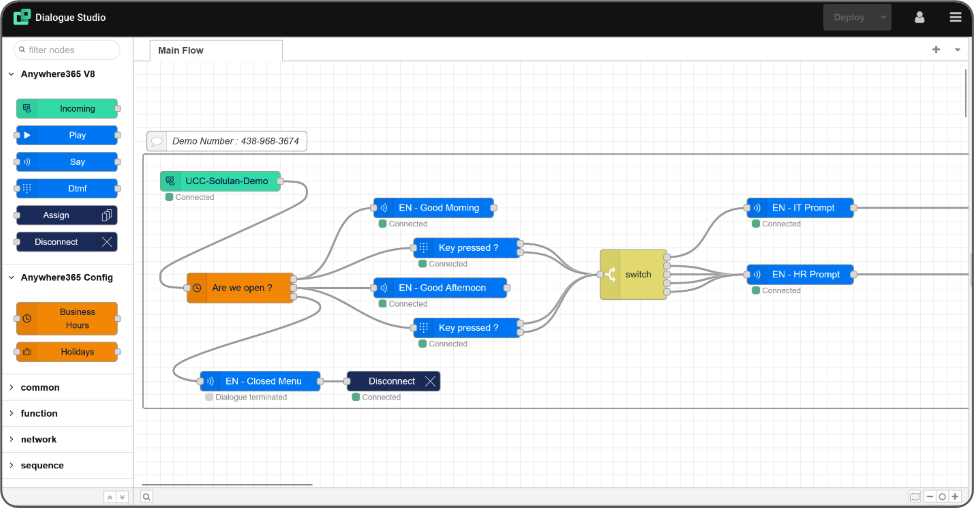 Dialogue Studio
Deploy
filter nodes
Main Flow
Anywhere365 V8
Incoming
Play
Say
Dtmf
Assign
Disconnect
Anywhere365 Config
Business
Hours
Holidays
common
function
network
sequence
Demo Number : 438-968-3674
UCC-Solulan-Demo
Connected
EN - Good Morning
Connected
EN - IT Prompt
Connected
Key pressed ?
Connected
Are we open ?
EN - Good Afternoon
Connected
switch
EN - HR Prompt
Connected
Key pressed ?
Connected
EN - Closed Menu
Dialogue terminated
Disconnect
Connected